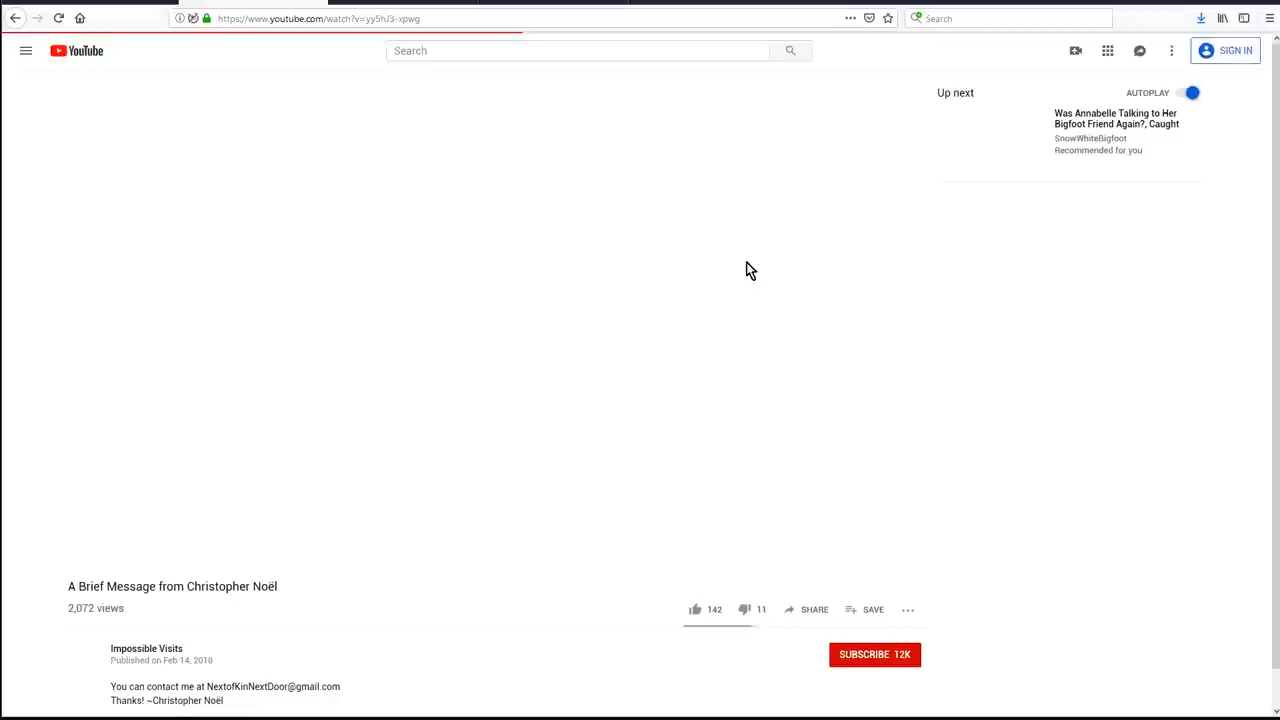 https://www.youtube.com/watch?v=yy5hJ3-xpwg
Search
YouTube
Search
SIGN IN
Up next
AUTOPLAY
Was Annabelle Talking to Her
Bigfoot Friend Again?, Caught
SnowWhiteBigfoot
Recommended for you
A Brief Message from Christopher Noël
2,072 views
142
11
SHARE
SAVE
Impossible Visits
Published on Feb 14, 2018
SUBSCRIBE 12K
You can contact me at NextofKinNextDoor@gmail.com
Thanks! ~Christopher Noël